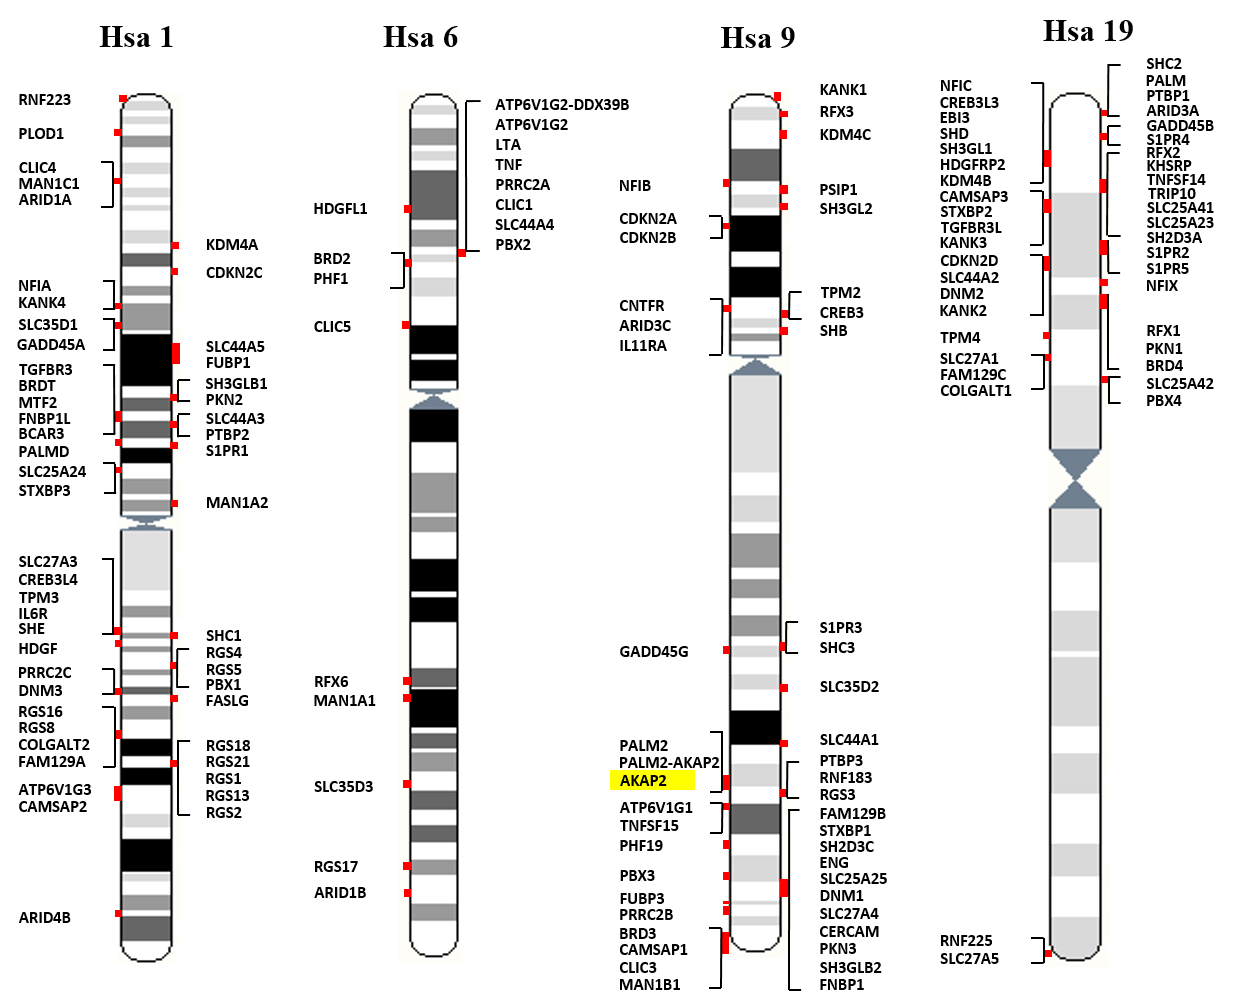 Hsa 1
RNF223
PLOD1
CLIC4
MAN1C1
ARID1A
NFIA
KANK4
SLC35D1
GADD45A
TGFBR3
BRDT
MTF2
FNBP1L
BCAR3
PALMD
SLC25A24
STXBP3
SLC27A3
CREB3L4
TPM3
IL6R
SHE
HDGF
PRRC2C
DNM3
RGS16
RGS8
COLGALT2
FAM129A
ATP6V1G3
CAMSAP2
ARID4B
KDM4A
CDKN2C
SLC44A5
FUBP1
SH3GLB1
PKN2
SLC44A3
PTBP2
S1PR1
MAN1A2
SHC1
RGS4
RGS5
PBX1
FASLG
RGS18
RGS21
RGS1
RGS13
RGS2
Hsa 6
HDGFL1
BRD2
PHF1
CLIC5
RFX6
MAN1A1
SLC35D3
RGS17
ARID1B
ATP6V1G2-DDX39B
ATP6V1G2
LTA
TNF
PRRC2A
CLIC1
SLC44A4
PBX2
Hsa 9
NFIB
CDKN2A
CDKN2B
CNTFR
ARID3C
IL11RA
GADD45G
PALM2
PALM2-AKAP2
AKAP2
ATP6V1G1
TNFSF15
PHF19
PBX3
FUBP3
PRRC2B
BRD3
CAMSAP1
CLIC3
MAN1B1
KANK1
RFX3
KDM4C
PSIP1
SH3GL2
TPM2
CREB3
SHB
S1PR3
SHC3
SLC35D2
SLC44A1
PTBP3
RNF183
RGS3
FAM129B
STXBP1
SH2D3C
ENG
SLC25A25
DNM1
SLC27A4
CERCAM
PKN3
SH3GLB2
FNBP1
Hsa 19
NFIC
CREB3L3
EBI3
SHD
SH3GL1
HDGFRP2
KDM4B
CAMSAP3
STXBP2
TGFBR3L
KANK3
CDKN2D
SLC44A2
DNM2
KANK2
TPM4
SLC27A1
FAM129C
COLGALT1
RNF225
SLC27A5
SHC2
PALM
PTBP1
ARID3A
GADD45B
S1PR4
RFX2
KHSRP
TNFSF14
TRIP10
SLC25A41
SLC25A23
SH2D3A
S1PR2
S1PR5
NFIX
RFX1
PKN1
BRD4
SLC25A42
PBX4